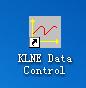 KLNE Data
Control